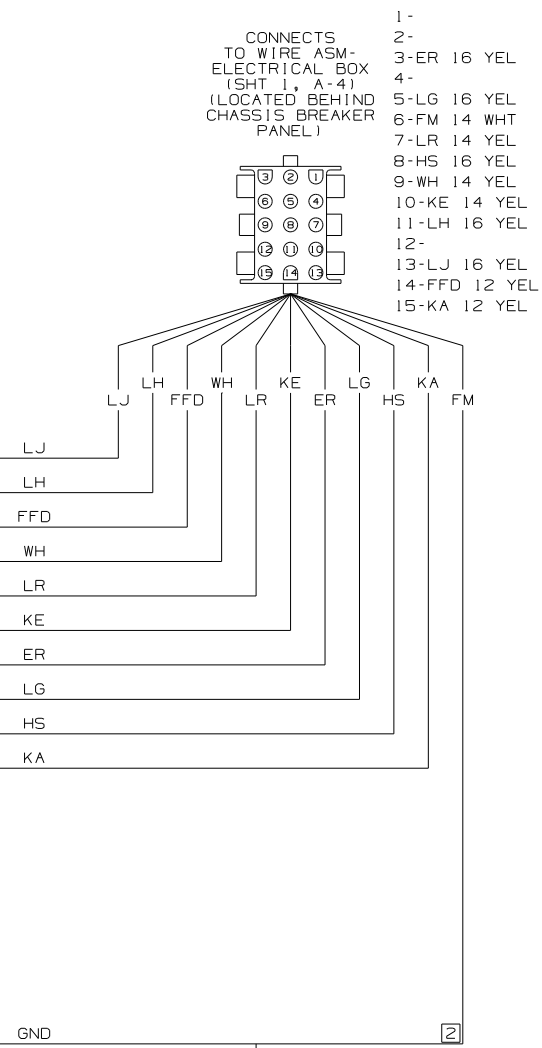 CONNECTS
TO WIRE ASM-
ELECTRICAL BOX
(SHT 1, A-4)
(LOCATED BEHIND
CHASSIS BREAKER
PANEL)
1-
2-
3-ER 16 YEL
4-
5-LG 16 YEL
6-FM 14 WHT
7-LR 14 YEL
8-HS 16 YEL
9-WH 14 YEL
10-KE 14 YEL
11-LH 16 YEL
12-
13-LJ 16 YEL
14-FFD 12 YEL
15-KA 12 YEL
3 2 1
6 5 4
9 8 7
12 11 10
15 14 13
LH WH KE LG KA
LJ FFD LR ER HS FM
LJ
LH
FFD
WH
LR
KE
ER
LG
HS
KA
GND 2